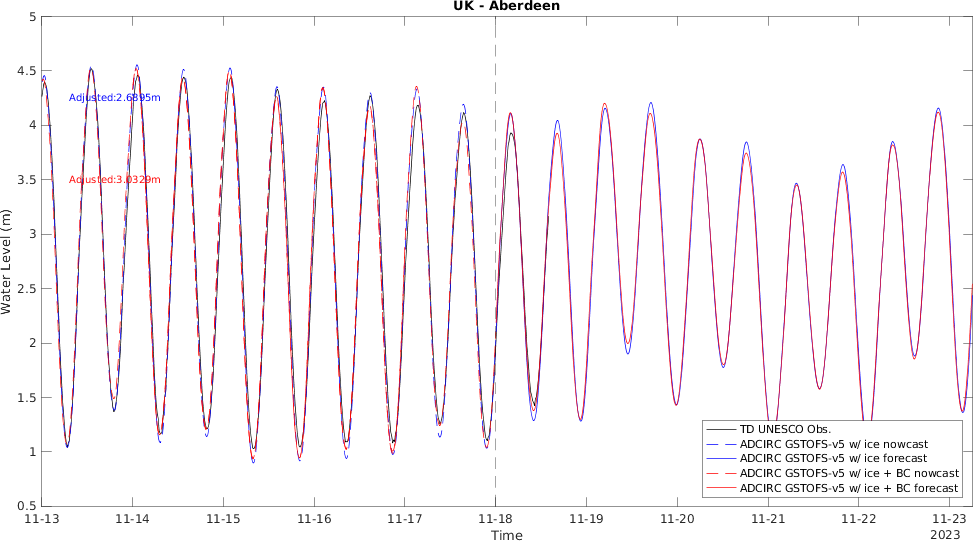 UK - Aberdeen
5
4.5
4
3.5
3
2.5
2
1.5
1
0.5
Water Level (m)
Adjusted:2.6895m
Adjusted:3.0329m
TD UNESCO Obs.
ADCIRC GSTOFS-v5 w/ ice nowcast
ADCIRC GSTOFS-v5 w/ ice forecast
ADCIRC GSTOFS-v5 w/ ice + BC nowcast
ADCIRC GSTOFS-v5 w/ ice + BC forecast
11-13 11-14 11-15 11-16 11-17 11-18 11-19 11-20 11-21 11-22 11-23
Time
2023